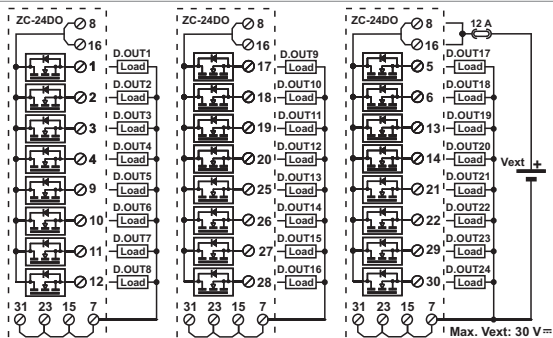 ZC-24DO
8
16
1 D.OUT1 Load
2 D.OUT2 Load
3 D.OUT3 Load
4 D.OUT4 Load
9 D.OUT5 Load
10 D.OUT6 Load
11 D.OUT7 Load
12 D.OUT8 Load
31 23 15 7
ZC-24DO
8
16
17 D.OUT9 Load
18 D.OUT10 Load
19 D.OUT11 Load
20 D.OUT12 Load
25 D.OUT13 Load
26 D.OUT14 Load
27 D.OUT15 Load
28 D.OUT16 Load
31 23 15 7
ZC-24DO
8
16
12 A
5 D.OUT17 Load
6 D.OUT18 Load
13 D.OUT19 Load
14 D.OUT20 Load
21 D.OUT21 Load
22 D.OUT22 Load
29 D.OUT23 Load
30 D.OUT24 Load
Vext +
31 23 15 7
Max. Vext: 30 V⎓